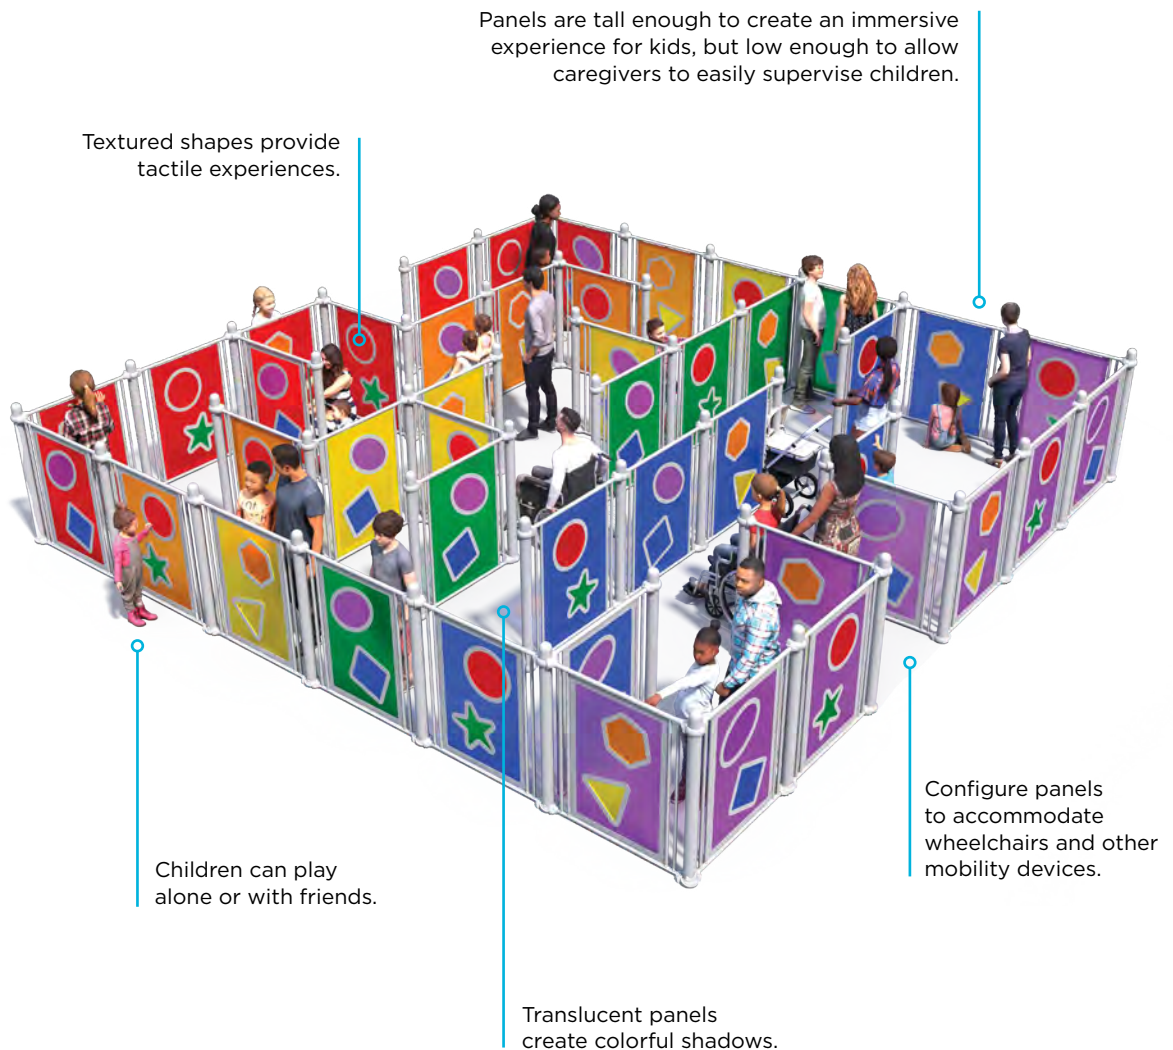 Panels are tall enough to create an immersive
experience for kids, but low enough to allow
caregivers to easily supervise children.
Textured shapes provide
tactile experiences.
Configure panels
to accommodate
wheelchairs and other
mobility devices.
Children can play
alone or with friends.
Translucent panels
create colorful shadows.